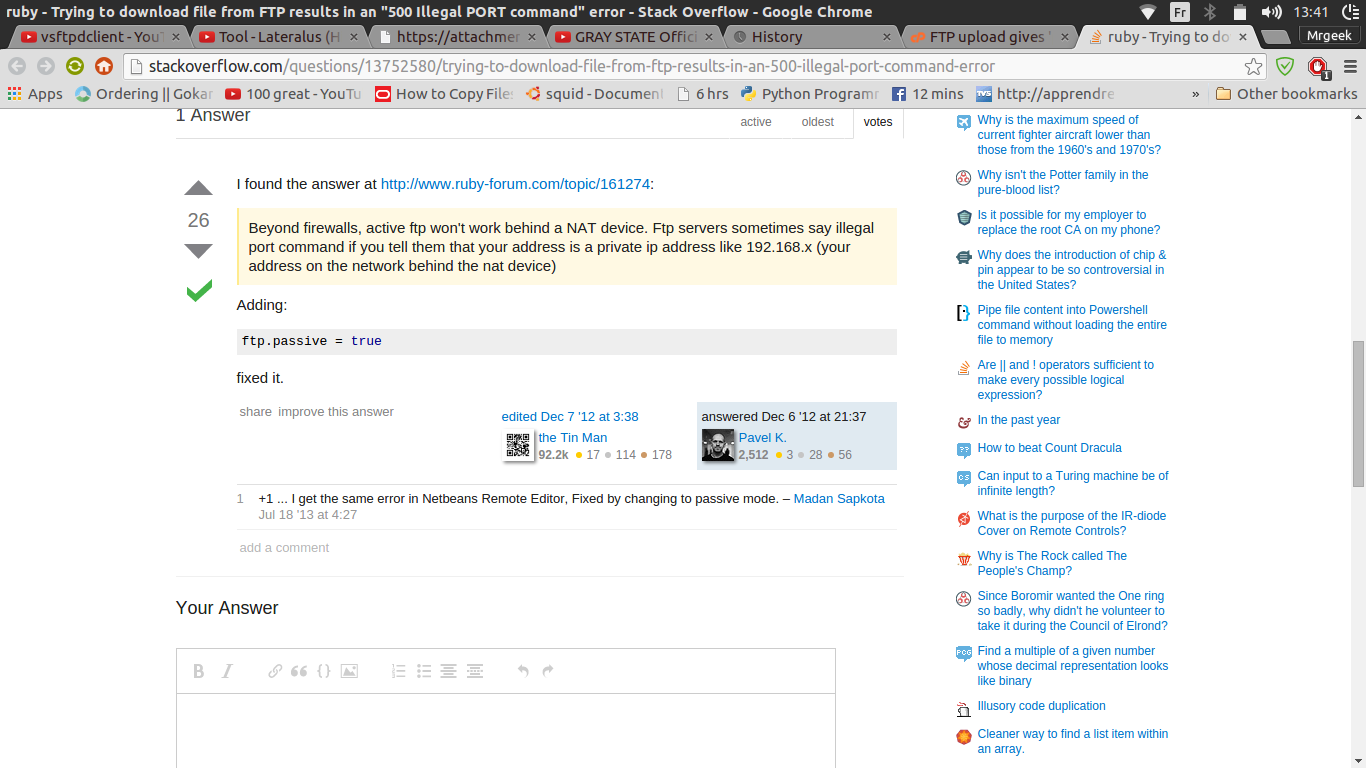 ruby - Trying to download file from FTP results in an "500 Illegal PORT command" error - Stack Overflow - Google Chrome
Fr
13:41
vsftpdclient - YouT
Tool - Lateralus (H
https://attachmer
GRAY STATE Offici
History
FTP upload gives '
ruby - Trying to do
Mrgeek
stackoverflow.com/questions/13752580/trying-to-download-file-from-ftp-results-in-an-500-illegal-port-command-error
1
Apps
Ordering || Gokar
100 great - YouTu
How to Copy File
squid - Document
6 hrs
Python Programm
12 mins
http://apprendre
»
Other bookmarks
1 Answer
active
oldest
votes
26
I found the answer at http://www.ruby-forum.com/topic/161274:
Beyond firewalls, active ftp won't work behind a NAT device. Ftp servers sometimes say illegal
port command if you tell them that your address is a private ip address like 192.168.x (your
address on the network behind the nat device)
Adding:
ftp.passive = true
fixed it.
share improve this answer
edited Dec 7 '12 at 3:38
the Tin Man
92.2k 17 114 178
answered Dec 6 '12 at 21:37
Pavel K.
2,512 3 28 56
1 +1 ... I get the same error in Netbeans Remote Editor, Fixed by changing to passive mode. – Madan Sapkota
Jul 18 '13 at 4:27
add a comment
Your Answer
B I
Why is the maximum speed of
current fighter aircraft lower than
those from the 1960's and 1970's?
Why isn't the Potter family in the
pure-blood list?
Is it possible for my employer to
replace the root CA on my phone?
Why does the introduction of chip &
pin appear to be so controversial in
the United States?
Pipe file content into Powershell
command without loading the entire
file to memory
Are || and ! operators sufficient to
make every possible logical
expression?
In the past year
How to beat Count Dracula
Can input to a Turing machine be of
infinite length?
What is the purpose of the IR-diode
Cover on Remote Controls?
Why is The Rock called The
People's Champ?
Since Boromir wanted the One ring
so badly, why didn't he volunteer to
take it during the Council of Elrond?
Find a multiple of a given number
whose decimal representation looks
like binary
Illusory code duplication
Cleaner way to find a list item within
an array.